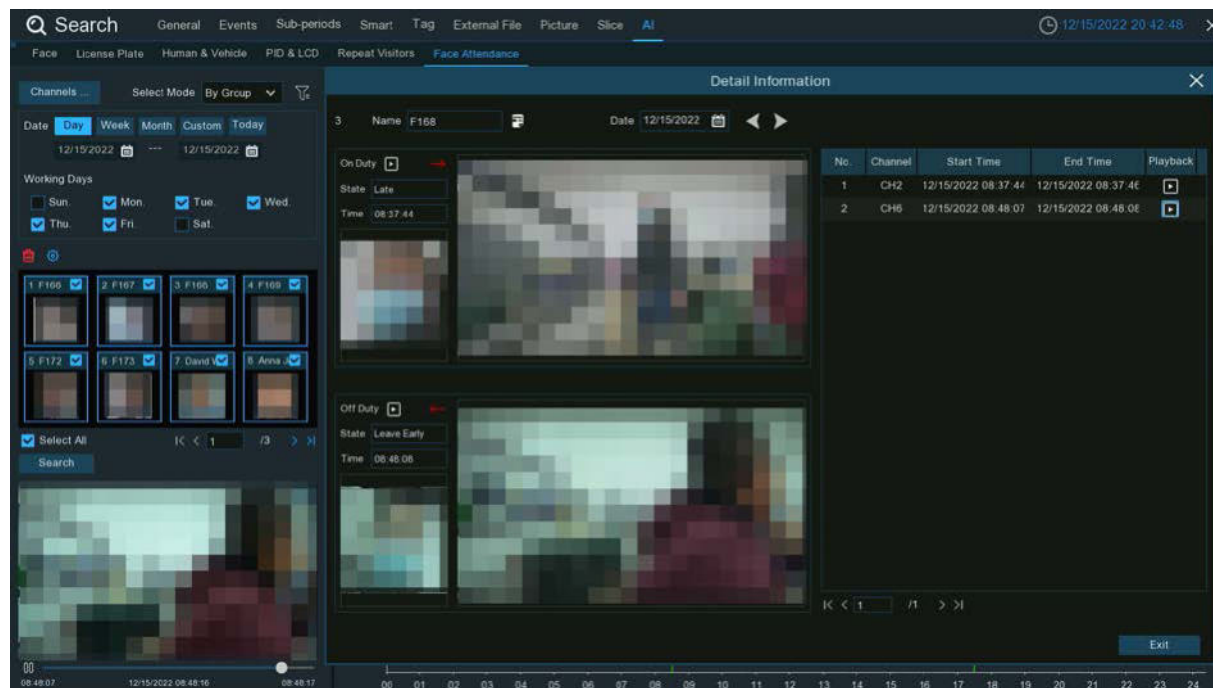 Search General Events Sub-periods Smart Tag External File Picture Slice AI 12/15/2022 20:42:48
Face License Plate Human & Vehicle PID & LCD Repeat Visitors Face Attendance
Detail Information
Channels ... Select Mode By Group
Date Day Week Month Custom Today
12/15/2022 --- 12/15/2022
Working Days
Sun. Mon. Tue. Wed.
Thu. Fri. Sat.
1 F166 2 F167 3 F168 4 F169
5 F172 6 F173 7 David 8 Anna
Select All 1 /3
Search
08:48:07 12/15/2022 08:48:16 08:48:17
3 Name F168 Date 12/15/2022
On Duty
State Late
Time 08:37:44
Off Duty
State Leave Early
Time 08:48:08
No. Channel Start Time End Time Playback
1 CH2 12/15/2022 08:37:44 12/15/2022 08:37:46
2 CH6 12/15/2022 08:48:07 12/15/2022 08:48:08
1 /1
Exit
00 01 02 03 04 05 06 07 08 09 10 11 12 13 14 15 16 17 18 19 20 21 22 23 24